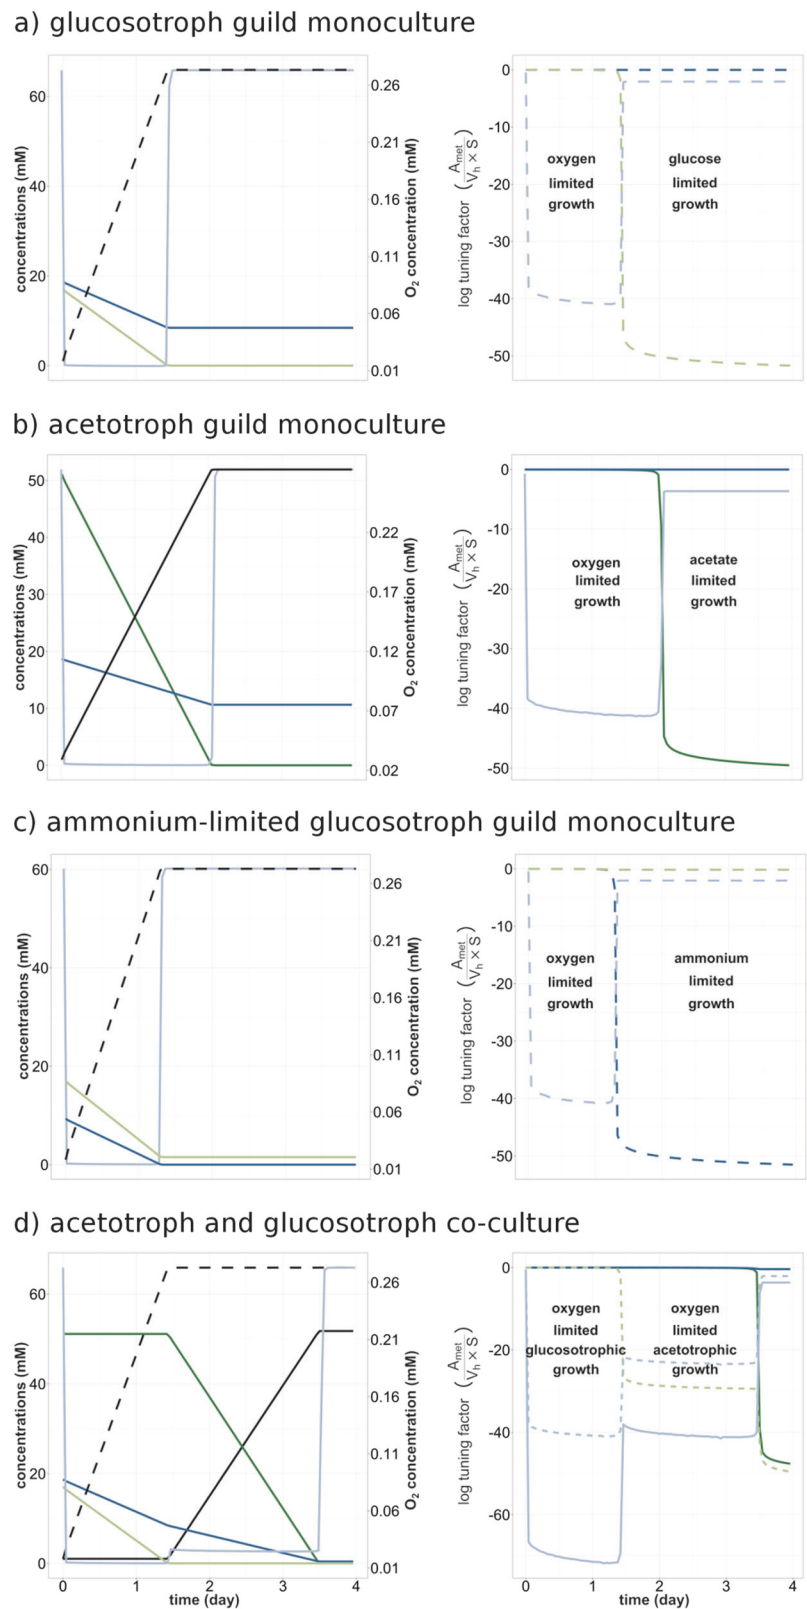 a) glucosotroph guild monoculture
concentrations (mM)
60
40
20
0
0.26
0.21
0.16
0.11
0.06
0.01
O2 concentration (mM)
log tuning factor (Amet / Vh × S)
0
-10
-20
-30
-40
-50
oxygen limited growth
glucose limited growth
b) acetotroph guild monoculture
concentrations (mM)
50
40
30
20
10
0
0.22
0.17
0.12
0.07
0.02
O2 concentration (mM)
log tuning factor (Amet / Vh × S)
0
-10
-20
-30
-40
-50
oxygen limited growth
acetate limited growth
c) ammonium-limited glucosotroph guild monoculture
concentrations (mM)
60
40
20
0
0.26
0.21
0.16
0.11
0.06
0.01
O2 concentration (mM)
log tuning factor (Amet / Vh × S)
0
-10
-20
-30
-40
-50
oxygen limited growth
ammonium limited growth
d) acetotroph and glucosotroph co-culture
concentrations (mM)
60
40
20
0
0.26
0.21
0.16
0.11
0.06
0.01
O2 concentration (mM)
0 1 2 3 4
time (day)
log tuning factor (Amet / Vh × S)
0
-20
-40
-60
oxygen limited glucosotrophic growth
oxygen limited acetotrophic growth
0 1 2 3 4
time (day)